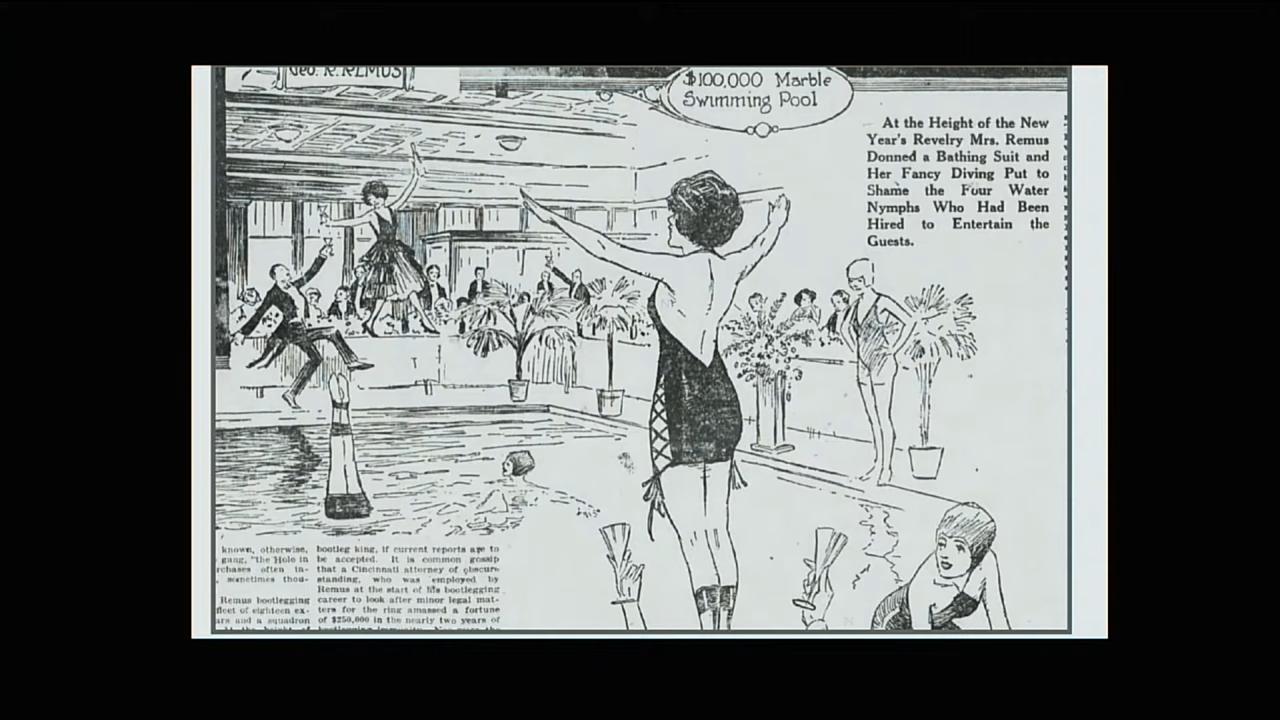 Geo. R. REMUS
$100,000 Marble
Swimming Pool
At the Height of the New
Year's Revelry Mrs. Remus
Donned a Bathing Suit and
Her Fancy Diving Put to
Shame the Four Water
Nymphs Who Had Been
Hired to Entertain the
Guests.
known, otherwise,
gang, "the Hole in
rchases often in-
, sometimes thou-
Remus bootlegging
fleet of eighteen ex-
ars and a squadron
bootleg king, if current reports are to
be accepted. It is common gossip
that a Cincinnati attorney of obscure
standing, who was employed by
Remus at the start of his bootlegging
career to look after minor legal mat-
ters for the ring amassed a fortune
of $250,000 in the nearly two years of